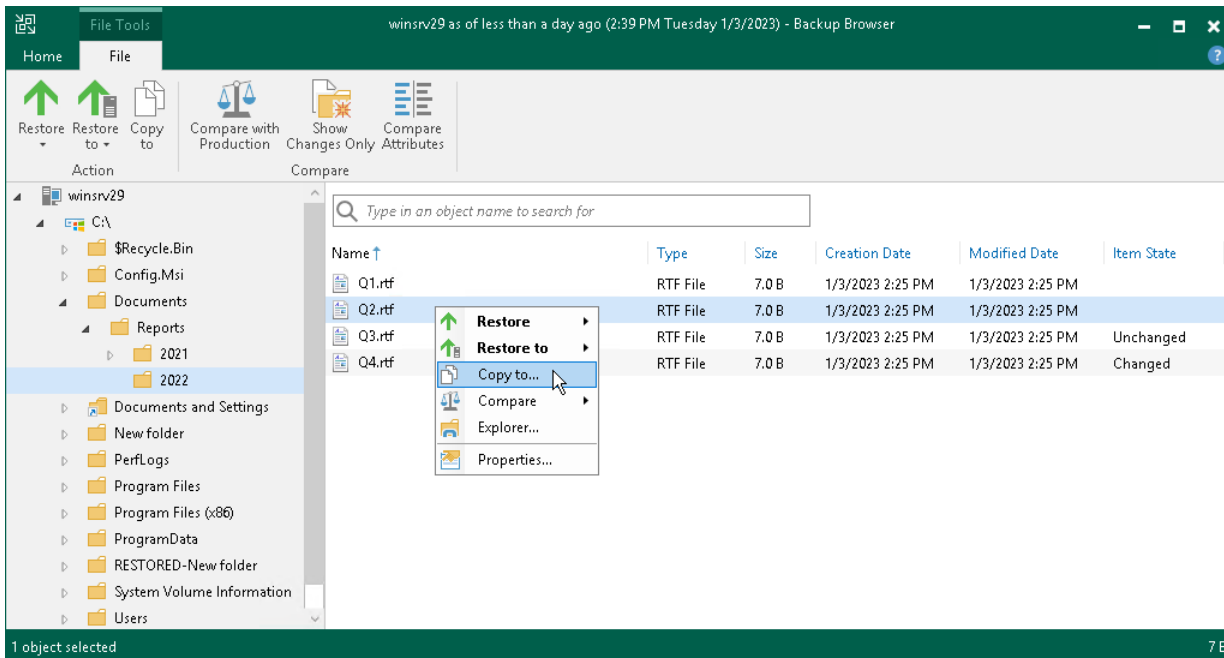 File Tools
winsrv29 as of less than a day ago (2:39 PM Tuesday 1/3/2023) - Backup Browser
Home File
?
Restore Restore to Copy to Compare with Production Show Changes Only Compare Attributes
Action Compare
winsrv29
C:\
$Recycle.Bin
Config.Msi
Documents
Reports
2021
2022
Documents and Settings
New folder
PerfLogs
Program Files
Program Files (x86)
ProgramData
RESTORED-New folder
System Volume Information
Users
Type in an object name to search for
Name Type Size Creation Date Modified Date Item State
Q1.rtf RTF File 7.0 B 1/3/2023 2:25 PM 1/3/2023 2:25 PM
Q2.rtf RTF File 7.0 B 1/3/2023 2:25 PM 1/3/2023 2:25 PM
Q3.rtf RTF File 7.0 B 1/3/2023 2:25 PM 1/3/2023 2:25 PM Unchanged
Q4.rtf RTF File 7.0 B 1/3/2023 2:25 PM 1/3/2023 2:25 PM Changed
Restore
Restore to
Copy to...
Compare
Explorer...
Properties...
1 object selected
7